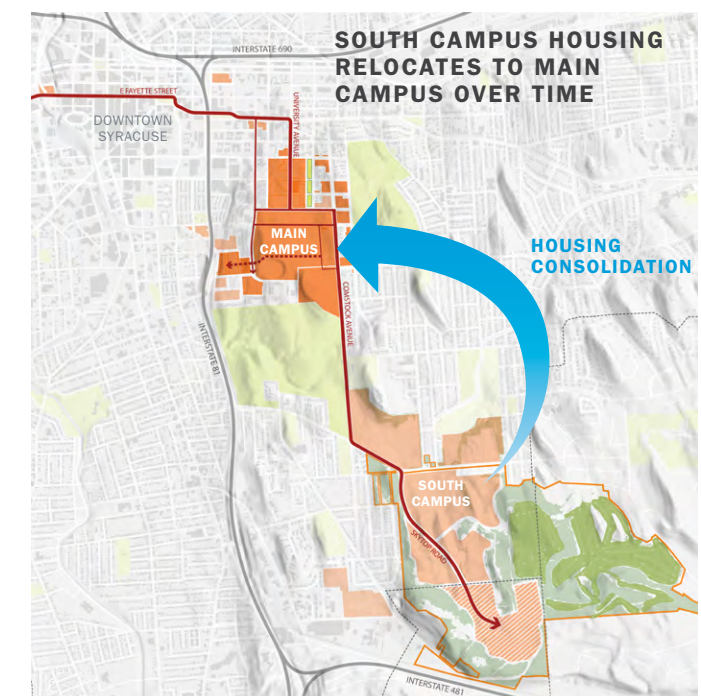 SOUTH CAMPUS HOUSING
RELOCATES TO MAIN
CAMPUS OVER TIME
INTERSTATE 690
E FAYETTE STREET
DOWNTOWN
SYRACUSE
UNIVERSITY AVENUE
MAIN
CAMPUS
HOUSING
CONSOLIDATION
COMSTOCK AVENUE
INTERSTATE 81
SOUTH
CAMPUS
SKYTOP ROAD
INTERSTATE 481